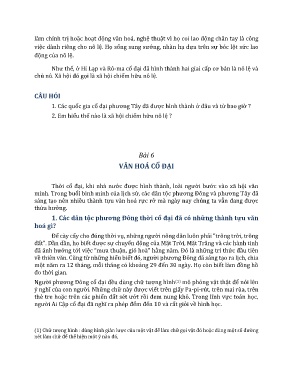 làm chính trị hoặc hoạt động văn hoá, nghệ thuật vì họ coi lao động chân tay là công
việc dành riêng cho nô lệ. Họ sống sung sướng, nhàn hạ dựa trên sự bóc lột sức lao
động của nô lệ.
Như thế, ở Hi Lạp và Rô-ma cổ đại đã hình thành hai giai cấp cơ bản là nô lệ và
chủ nô. Xã hội đó gọi là xã hội chiếm hữu nô lệ.
CÂU HỎI
1. Các quốc gia cổ đại phương Tây đã được hình thành ở đâu và từ bao giờ ?
2. Em hiểu thế nào là xã hội chiếm hữu nô lệ ?
Bài 6
VĂN HOÁ CỔ ĐẠI
Thời cổ đại, khi nhà nước được hình thành, loài người bước vào xã hội văn
minh. Trong buổi bình minh của lịch sử, các dân tộc phương Đông và phương Tây đã
sáng tạo nên nhiều thành tựu văn hoá rực rỡ mà ngày nay chúng ta vẫn đang được
thừa hưởng.
1. Các dân tộc phương Đông thời cổ đại đã có những thành tựu văn
hoá gì?
Để cày cấy cho đúng thời vụ, những người nông dân luôn phải "trông trời, trông
đất". Dần dần, họ biết được sự chuyển động của Mặt Trời, Mặt Trăng và các hành tinh
đã ảnh hưởng tới việc "mưa thuận, gió hoà" hằng năm. Đó là những tri thức đầu tiên
về thiên văn. Cũng từ những hiểu biết đó, người phương Đông đã sáng tạo ra lịch, chia
một năm ra 12 tháng, mỗi tháng có khoảng 29 đến 30 ngày. Họ còn biết làm đồng hồ
đo thời gian.
Người phương Đông cổ đại đều dùng chữ tượng hình(1) mô phỏng vật thật để nói lên
ý nghĩ của con người. Những chữ này được viết trên giấy Pa-pi-rút, trên mai rùa, trên
thẻ tre hoặc trên các phiến đất sét ướt rồi đem nung khô. Trong lĩnh vực toán học,
người Ai Cập cổ đại đã nghĩ ra phép đếm đến 10 và rất giỏi về hình học.
(1) Chữ tượng hình : dùng hình giản lược của một vật để làm chữ gọi vật đó hoặc dùng một số đường
nét làm chữ để thể hiện một ý nào đó,